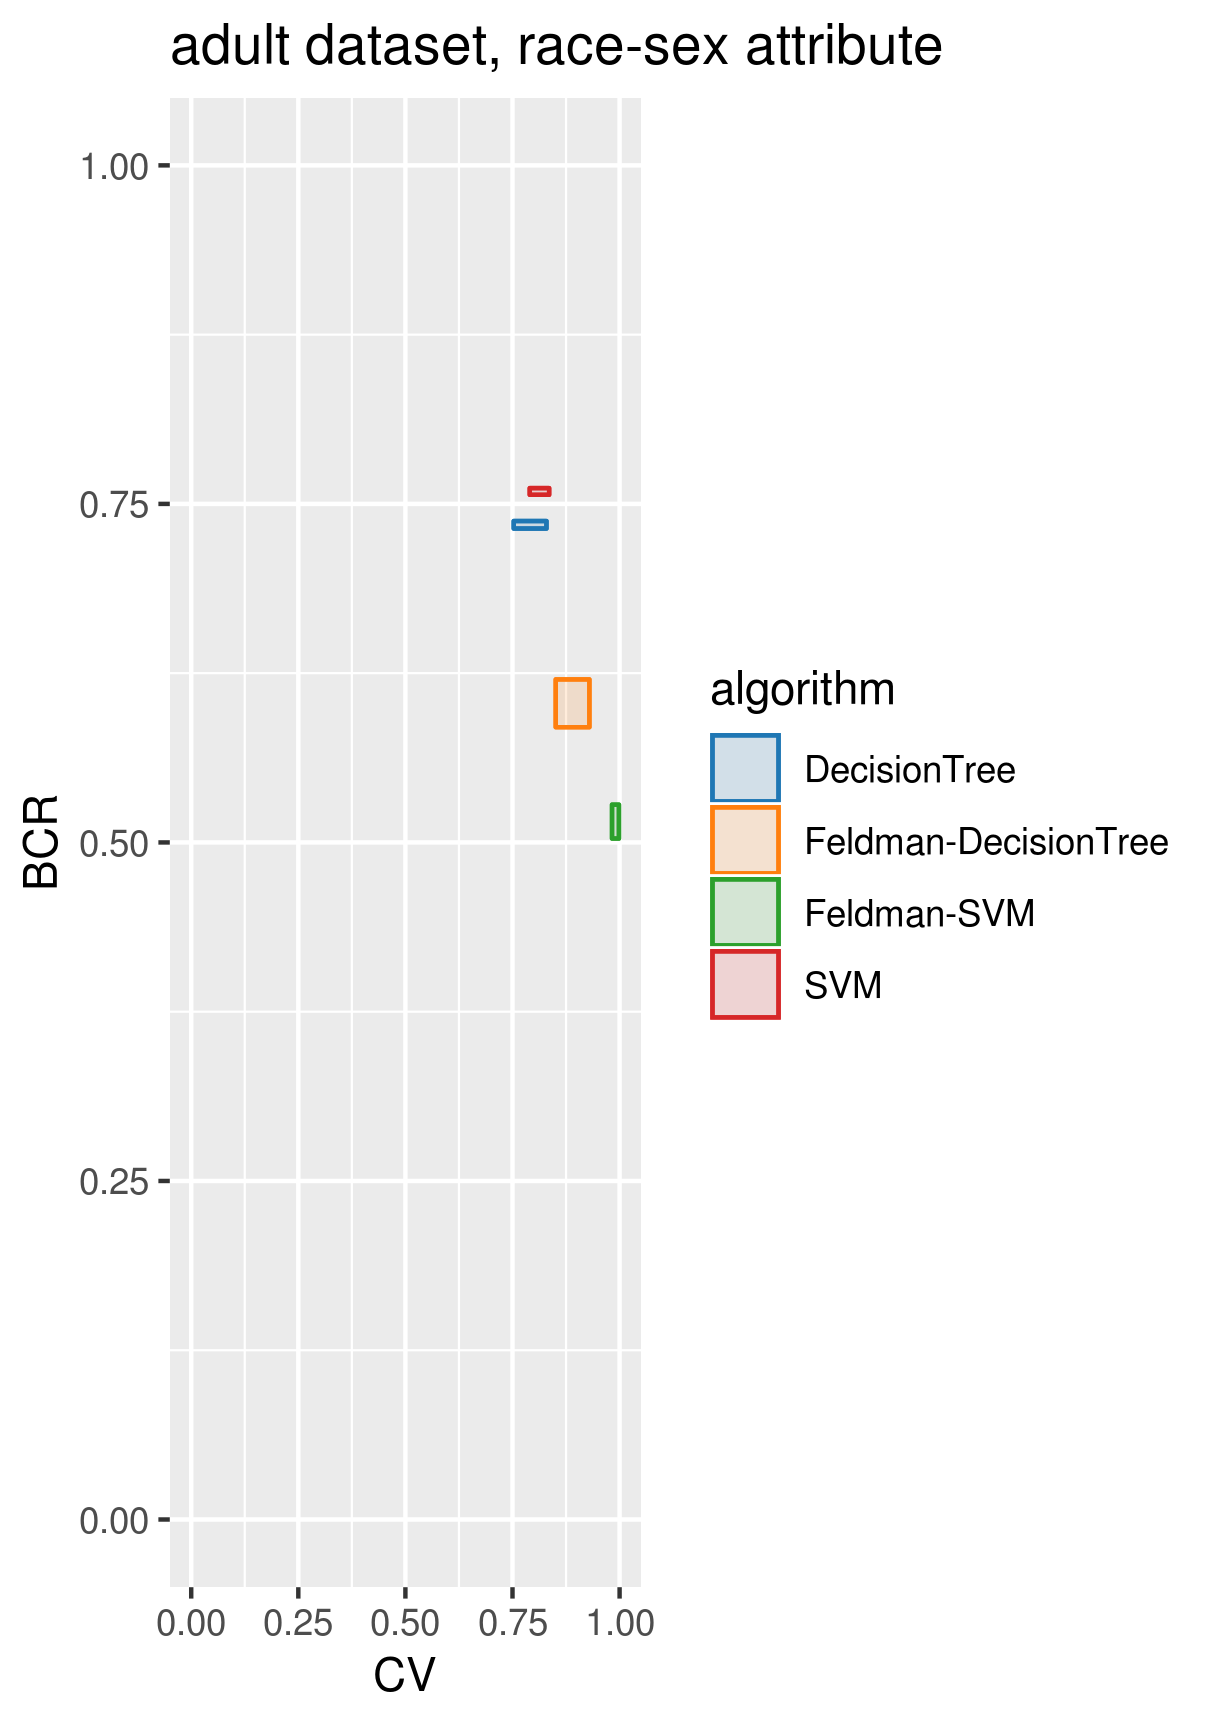 adult dataset, race-sex attribute
1.00
0.75
0.50
0.25
0.00
BCR
0.00 0.25 0.50 0.75 1.00
CV
algorithm
DecisionTree
Feldman-DecisionTree
Feldman-SVM
SVM